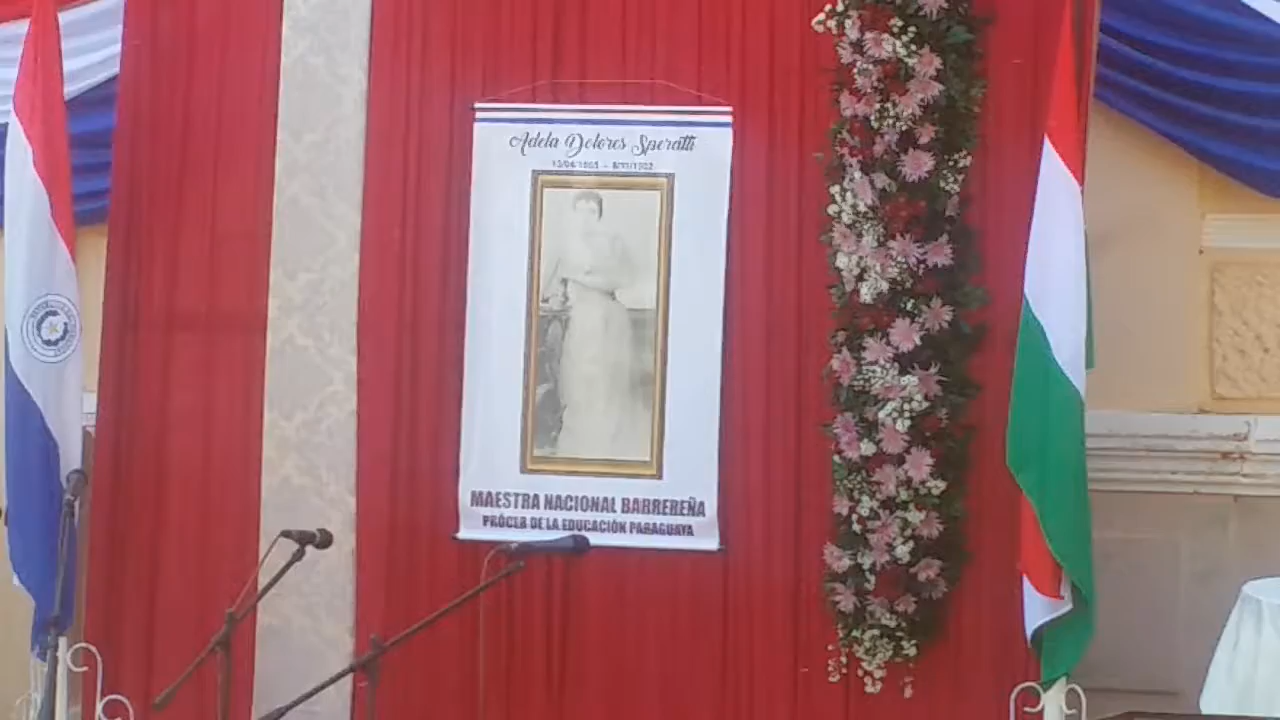 Adela Dolores Speratti
MAESTRA NACIONAL BARREREÑA
PRÓCER DE LA EDUCACIÓN PARAGUAYA